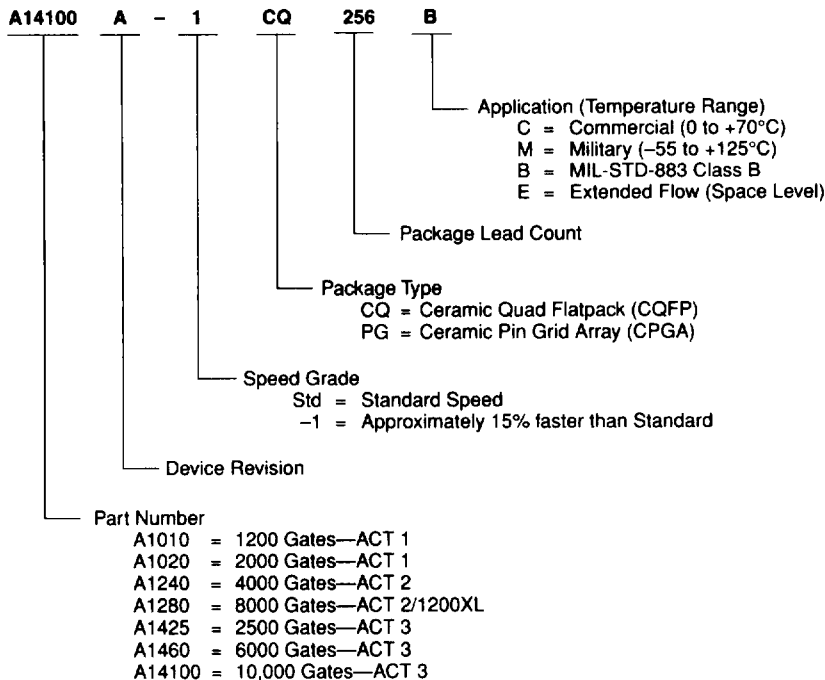 A14100 A – 1 CQ 256 B
Application (Temperature Range)
C = Commercial (0 to +70°C)
M = Military (–55 to +125°C)
B = MIL-STD-883 Class B
E = Extended Flow (Space Level)
Package Lead Count
Package Type
CQ = Ceramic Quad Flatpack (CQFP)
PG = Ceramic Pin Grid Array (CPGA)
Speed Grade
Std = Standard Speed
–1 = Approximately 15% faster than Standard
Device Revision
Part Number
A1010 = 1200 Gates—ACT 1
A1020 = 2000 Gates—ACT 1
A1240 = 4000 Gates—ACT 2
A1280 = 8000 Gates—ACT 2/1200XL
A1425 = 2500 Gates—ACT 3
A1460 = 6000 Gates—ACT 3
A14100 = 10,000 Gates—ACT 3